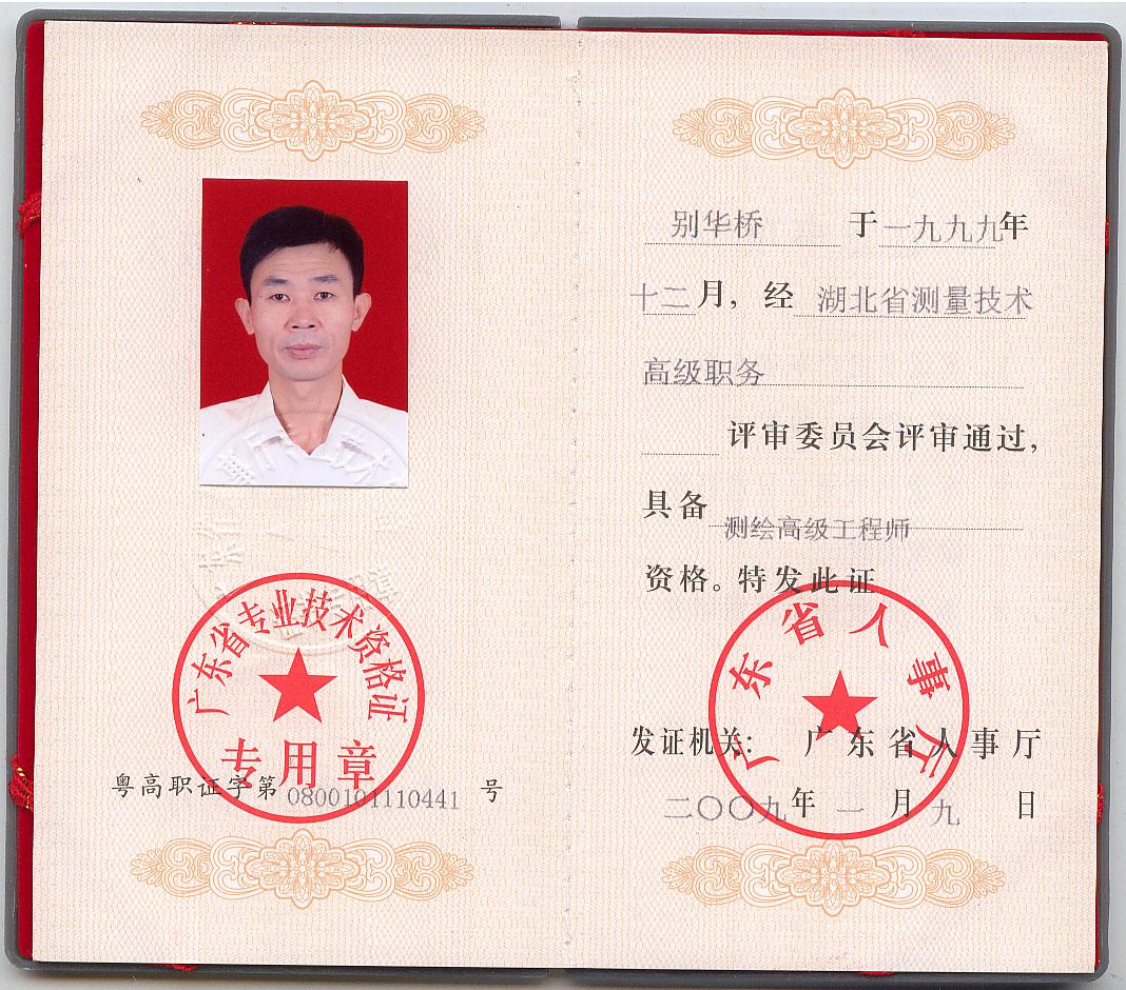 广东省专业技术资格证
专用章
粤高职证字第 0800101110441 号
别华桥 于一九九九年
十二月，经 湖北省测量技术
高级职务
评审委员会评审通过，
具备 测绘高级工程师
资格。特发此证
广东省人事厅
发证机关：广东省人事厅
二〇〇九年 一 月 九 日